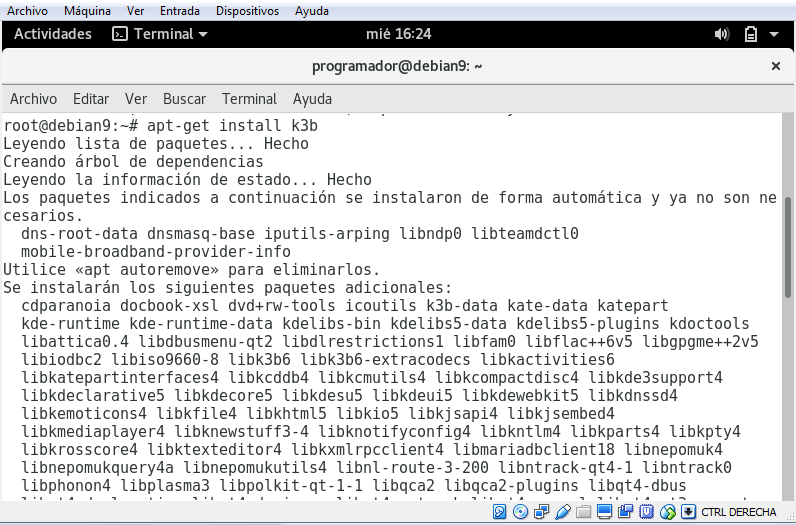 Archivo Máquina Ver Entrada Dispositivos Ayuda
Actividades Terminal mié 16:24
programador@debian9: ~ ×
Archivo Editar Ver Buscar Terminal Ayuda
root@debian9:~# apt-get install k3b
Leyendo lista de paquetes... Hecho
Creando árbol de dependencias
Leyendo la información de estado... Hecho
Los paquetes indicados a continuación se instalaron de forma automática y ya no son ne
cesarios.
dns-root-data dnsmasq-base iputils-arping libndp0 libteamdctl0
mobile-broadband-provider-info
Utilice «apt autoremove» para eliminarlos.
Se instalarán los siguientes paquetes adicionales:
cdparanoia docbook-xsl dvd+rw-tools icoutils k3b-data kate-data katepart
kde-runtime kde-runtime-data kdelibs-bin kdelibs5-data kdelibs5-plugins kdoctools
libattica0.4 libdbusmenu-qt2 libdlrestrictions1 libfam0 libflac++6v5 libgpgme++2v5
libiodbc2 libiso9660-8 libk3b6 libk3b6-extracodecs libkactivities6
libkatepartinterfaces4 libkcddb4 libkcmutils4 libkcompactdisc4 libkde3support4
libkdeclarative5 libkdecore5 libkdesu5 libkdeui5 libkdewebkit5 libkdnssd4
libkemoticons4 libkfile4 libkhtml5 libkio5 libkjsapi4 libkjsembed4
libkmediaplayer4 libknewstuff3-4 libknotifyconfig4 libkntlm4 libkparts4 libkpty4
libkrosscore4 libktexteditor4 libkxmlrpcclient4 libmariadbclient18 libnepomuk4
libnepomukquery4a libnepomukutils4 libnl-route-3-200 libntrack-qt4-1 libntrack0
libphonon4 libplasma3 libpolkit-qt-1-1 libqca2 libqca2-plugins libqt4-dbus
CTRL DERECHA